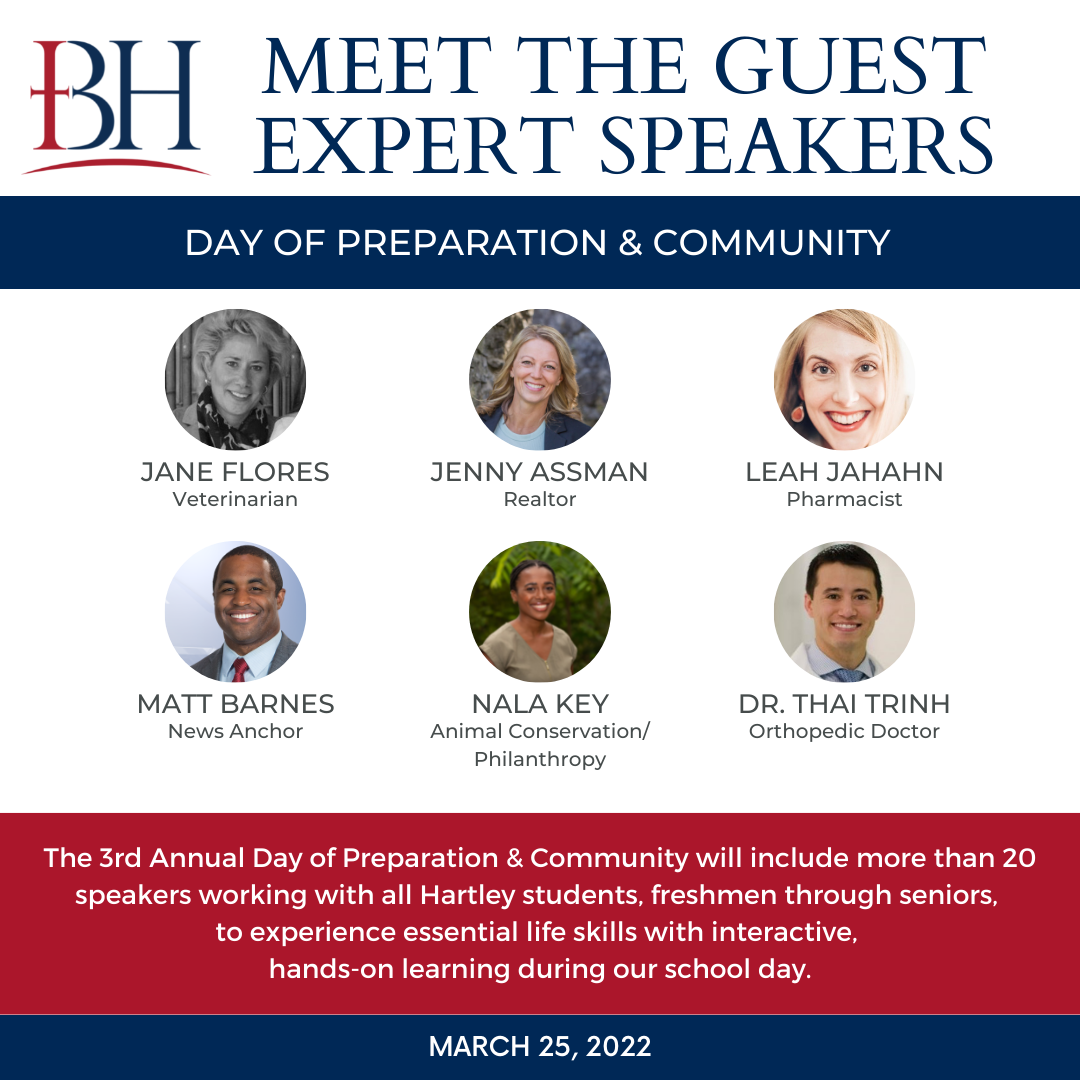 BH
MEET THE GUEST
EXPERT SPEAKERS
DAY OF PREPARATION & COMMUNITY
JANE FLORES
Veterinarian
JENNY ASSMAN
Realtor
LEAH JAHAHN
Pharmacist
MATT BARNES
News Anchor
NALA KEY
Animal Conservation/
Philanthropy
DR. THAI TRINH
Orthopedic Doctor
The 3rd Annual Day of Preparation & Community will include more than 20
speakers working with all Hartley students, freshmen through seniors,
to experience essential life skills with interactive,
hands-on learning during our school day.
MARCH 25, 2022